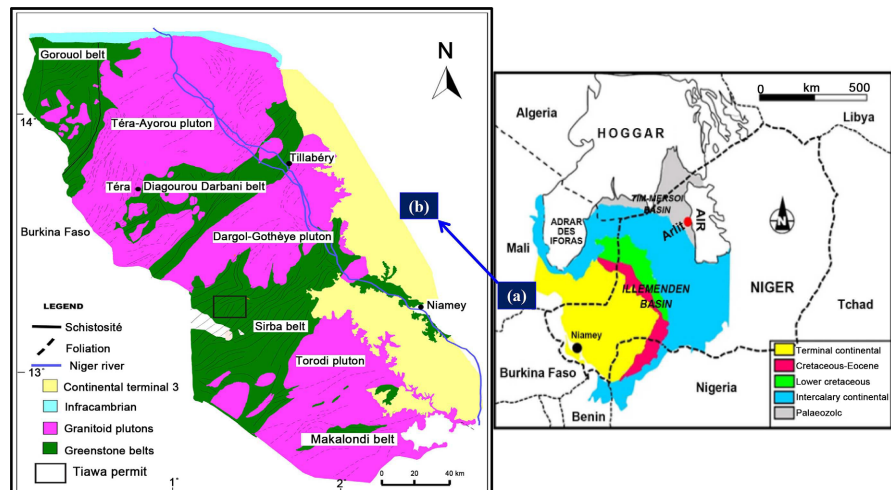 Gorouol belt
N
14
Téra-Ayorou pluton
Tillabéry
Téra
Diagourou Darbani belt
Burkina Faso
Dargol-Gothèye pluton
Niamey
Sirba belt
13
Torodi pluton
Makalondi belt
1
2
0 20 40 km
LEGEND
Schistosité
Foliation
Niger river
Continental terminal 3
Infracambrian
Granitoid plutons
Greenstone belts
Tiawa permit
(b)
(a)
0 km 500
Algeria
Libya
HOGGAR
TIM-MERSOI
BASIN
AIR
ADRAR
DES
IFORAS
Arlit
N
Mali
NIGER
ILLEMENDEN
BASIN
Tchad
Niamey
Burkina Faso
Nigeria
Benin
Terminal continental
Cretaceous-Eocene
Lower cretaceous
Intercalary continental
Palaeozolc